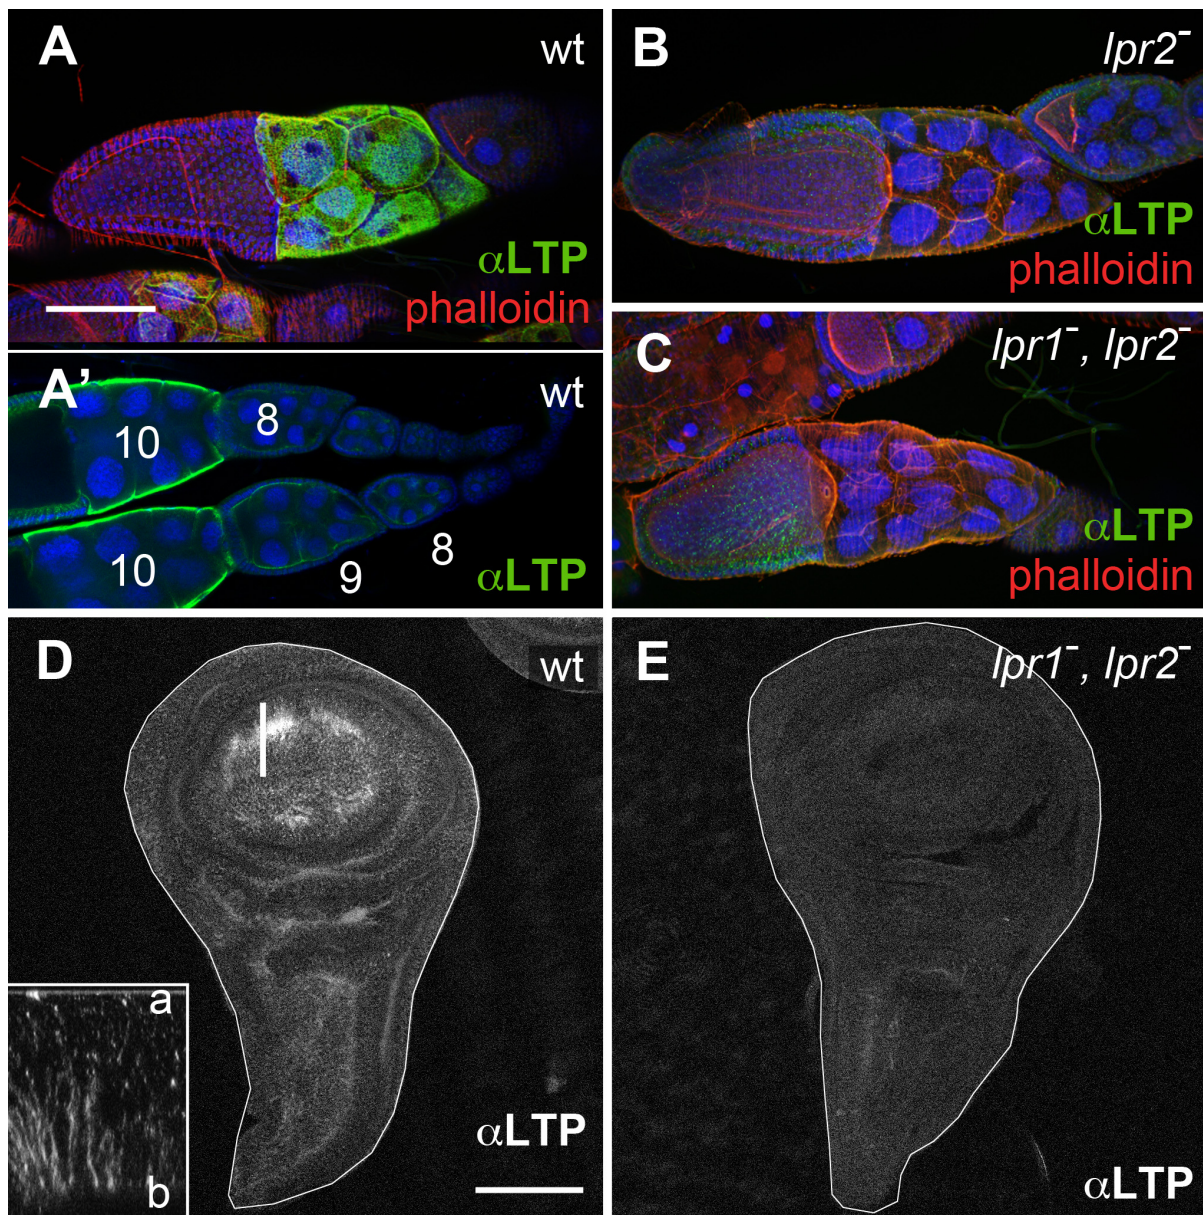 A wt
αLTP
phalloidin
A’ wt
8
10
8
9
10
αLTP
B lpr2⁻
αLTP
phalloidin
C lpr1⁻, lpr2⁻
αLTP
phalloidin
D wt
a
b
αLTP
E lpr1⁻, lpr2⁻
αLTP